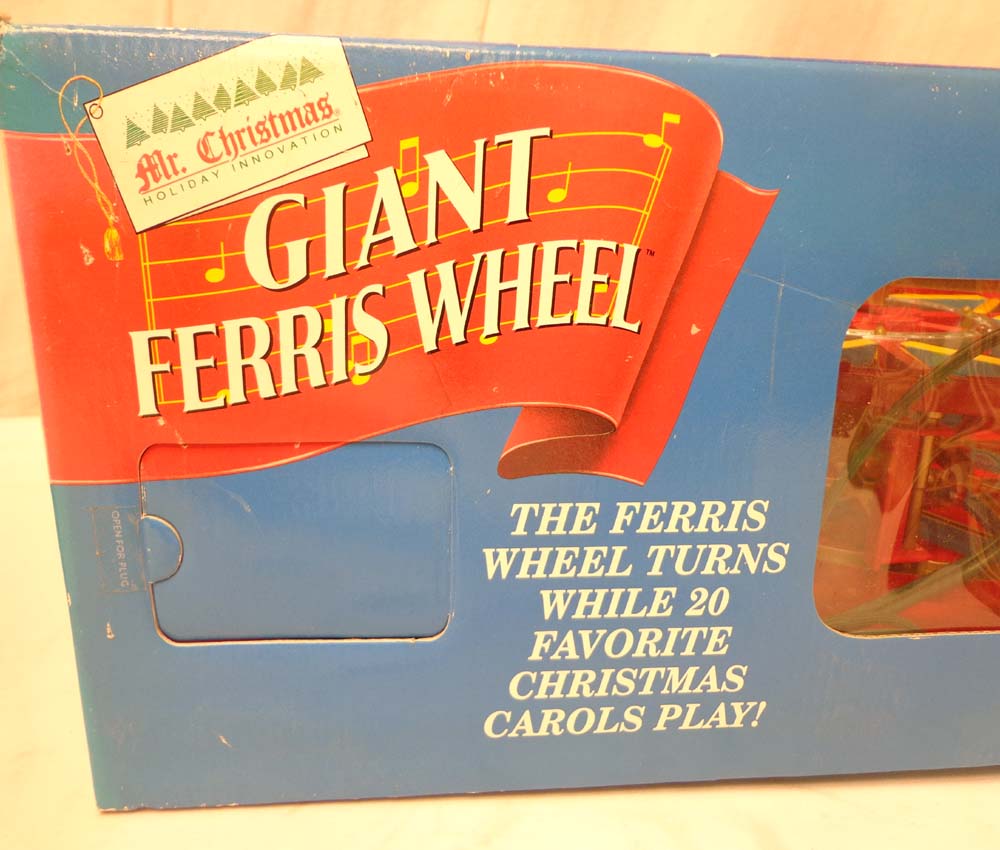 Mr. Christmas®
HOLIDAY INNOVATION
GIANT
FERRIS WHEEL™
OPEN FOR PLUG
THE FERRIS
WHEEL TURNS
WHILE 20
FAVORITE
CHRISTMAS
CAROLS PLAY!